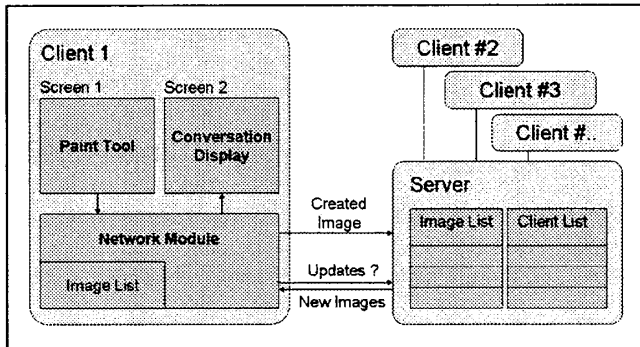 Client 1
Screen 1
Screen 2
Paint Tool
Conversation
Display
Network Module
Image List
Created
Image
Updates ?
New Images
Client #2
Client #3
Client #..
Server
Image List
Client List